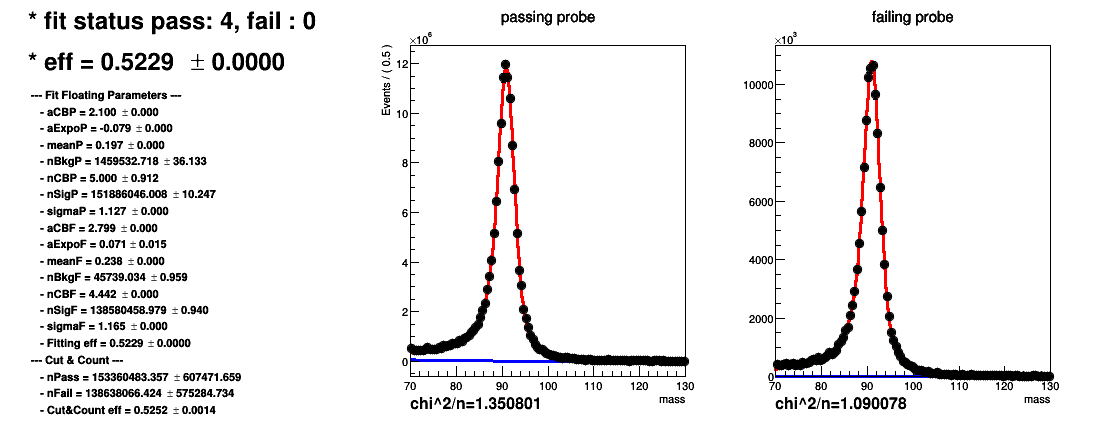 * fit status pass: 4, fail : 0
* eff = 0.5229 ± 0.0000
--- Fit Floating Parameters ---
- aCBP = 2.100 ± 0.000
- aExpoP = -0.079 ± 0.000
- meanP = 0.197 ± 0.000
- nBkgP = 1459532.718 ± 36.133
- nCBP = 5.000 ± 0.912
- nSigP = 151886046.008 ± 10.247
- sigmaP = 1.127 ± 0.000
- aCBF = 2.799 ± 0.000
- aExpoF = 0.071 ± 0.015
- meanF = 0.238 ± 0.000
- nBkgF = 45739.034 ± 0.959
- nCBF = 4.442 ± 0.000
- nSigF = 138580458.979 ± 0.940
- sigmaF = 1.165 ± 0.000
- Fitting eff = 0.5229 ± 0.0000
--- Cut & Count ---
- nPass = 153360483.357 ± 607471.659
- nFail = 138638066.424 ± 575284.734
- Cut&Count eff = 0.5252 ± 0.0014
passing probe
×10^6
Events / ( 0.5 )
12
10
8
6
4
2
0
70 80 90 100 110 120 130
mass
chi^2/n=1.350801
failing probe
×10^3
10000
8000
6000
4000
2000
0
70 80 90 100 110 120 130
mass
chi^2/n=1.090078